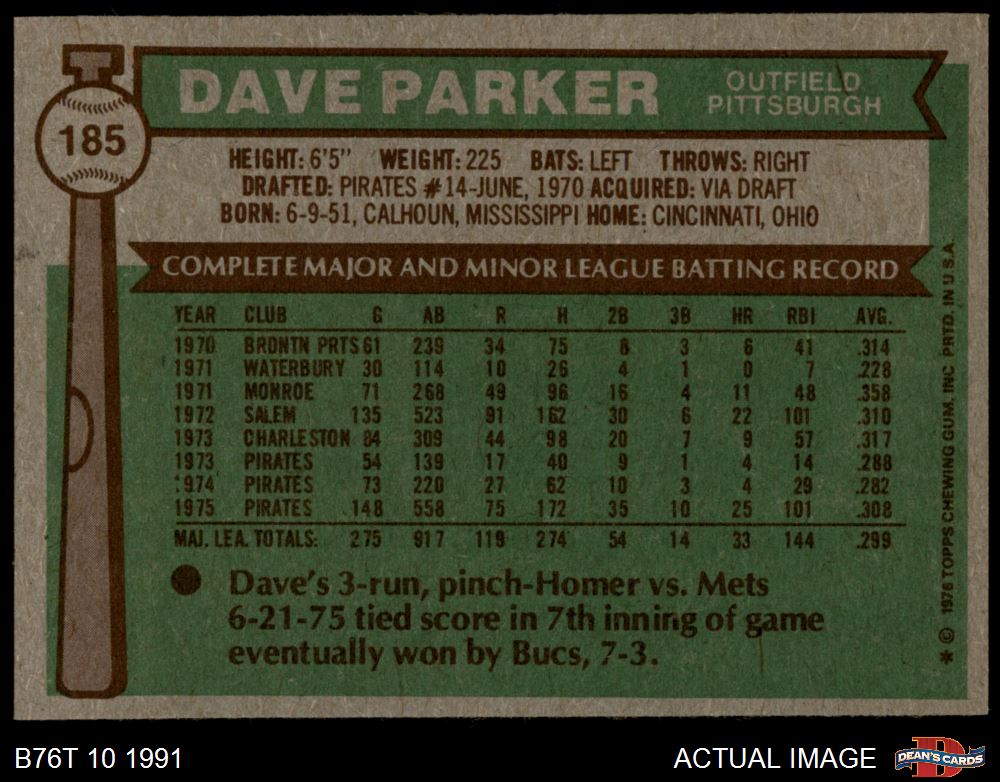 185
DAVE PARKER
OUTFIELD
PITTSBURGH
HEIGHT: 6'5" WEIGHT: 225 BATS: LEFT THROWS: RIGHT
DRAFTED: PIRATES #14-JUNE, 1970 ACQUIRED: VIA DRAFT
BORN: 6-9-51, CALHOUN, MISSISSIPPI HOME: CINCINNATI, OHIO
COMPLETE MAJOR AND MINOR LEAGUE BATTING RECORD
YEAR CLUB G AB R H 2B 3B HR RBI AVG.
1970 BRDNTN PRTS 61 239 34 75 8 3 6 41 .314
1971 WATERBURY 30 114 10 26 4 1 0 7 .228
1971 MONROE 71 268 49 96 16 4 11 48 .358
1972 SALEM 135 523 91 162 30 6 22 101 .310
1973 CHARLESTON 84 309 44 98 20 7 9 57 .317
1973 PIRATES 54 139 17 40 9 1 4 14 .288
1974 PIRATES 73 220 27 62 10 3 4 29 .282
1975 PIRATES 148 558 75 172 35 10 25 101 .308
MAJ. LEA. TOTALS: 275 917 119 274 54 14 33 144 .299
Dave's 3-run, pinch-Homer vs. Mets
6-21-75 tied score in 7th inning of game
eventually won by Bucs, 7-3.
* © 1976 TOPPS CHEWING GUM, INC PRTD. IN U.S.A.
B76T 10 1991
ACTUAL IMAGE
D
DEAN'S CARDS